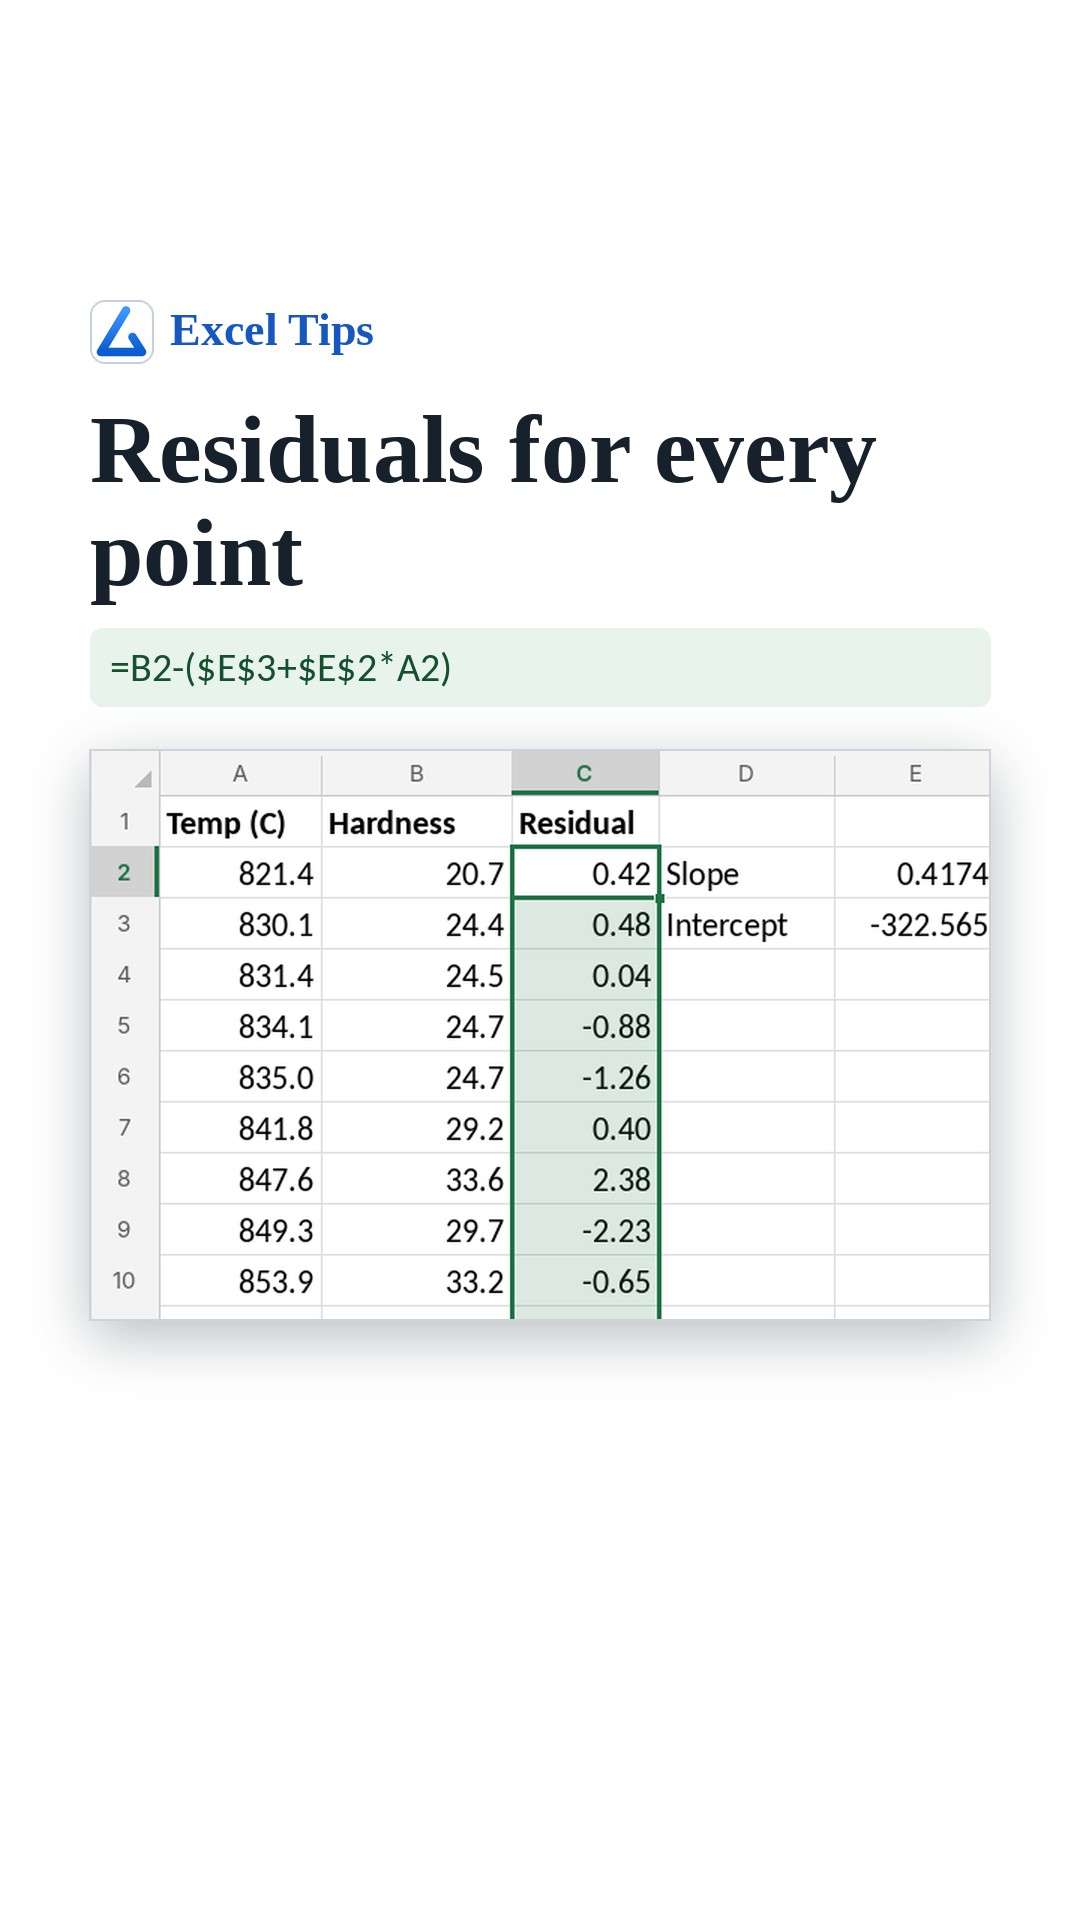 Excel Tips
Residuals for every
point
=B2-($E$3+$E$2*A2)
A B C D E
1 Temp (C) Hardness Residual
2 821.4 20.7 0.42 Slope 0.4174
3 830.1 24.4 0.48 Intercept -322.565
4 831.4 24.5 0.04
5 834.1 24.7 -0.88
6 835.0 24.7 -1.26
7 841.8 29.2 0.40
8 847.6 33.6 2.38
9 849.3 29.7 -2.23
10 853.9 33.2 -0.65